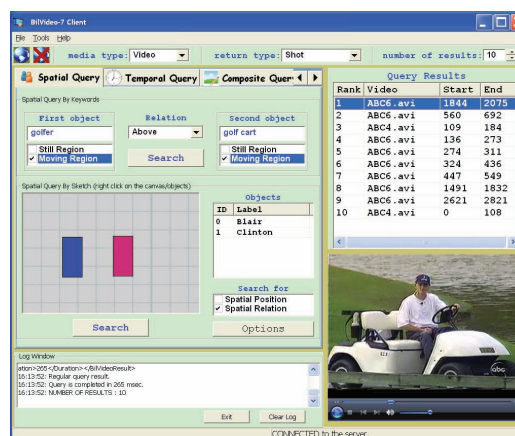 BilVideo-7 Client
File Tools Help
media type: Video return type: Shot number of results: 10
Spatial Query Temporal Query Composite Quer
Spatial Query By Keywords
First object Relation Second object
golfer Above golf cart
Still Region Still Region
Moving Region Search Moving Region
Spatial Query By Sketch (right click on the canvas/objects)
Objects
ID Label
0 Blair
1 Clinton
Search for
Spatial Position
Spatial Relation
Search Options
Query Results
Rank Video Start End
1 ABC6.avi 1844 2075
2 ABC6.avi 560 692
3 ABC4.avi 109 184
4 ABC6.avi 136 273
5 ABC6.avi 274 311
6 ABC6.avi 324 436
7 ABC6.avi 447 549
8 ABC6.avi 1491 1832
9 ABC6.avi 2621 2821
10 ABC4.avi 0 108
abc
Log Window
ation>265</Duration></BilVideoResult>
16:13:52: Regular query result.
16:13:52: Query is completed in 265 msec.
16:13:52: NUMBER OF RESULTS : 10
Exit Clear Log
CONNECTED to the server